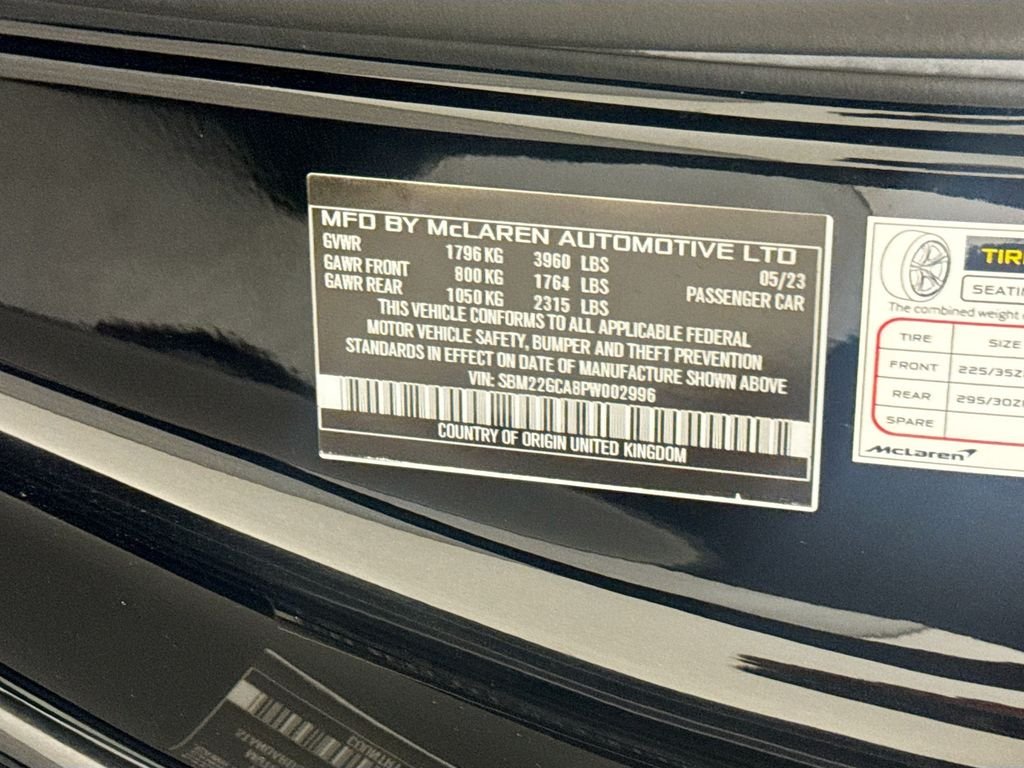 MFD BY McLAREN AUTOMOTIVE LTD
GVWR 1796 KG 3960 LBS 05/23
GAWR FRONT 800 KG 1764 LBS PASSENGER CAR
GAWR REAR 1050 KG 2315 LBS
THIS VEHICLE CONFORMS TO ALL APPLICABLE FEDERAL
MOTOR VEHICLE SAFETY, BUMPER AND THEFT PREVENTION
STANDARDS IN EFFECT ON DATE OF MANUFACTURE SHOWN ABOVE
VIN: SBM22GCA8PW002996
COUNTRY OF ORIGIN UNITED KINGDOM
The combined weight
TIRE SIZE
FRONT 225/35Z
REAR 295/30Z
SPARE
McLaren